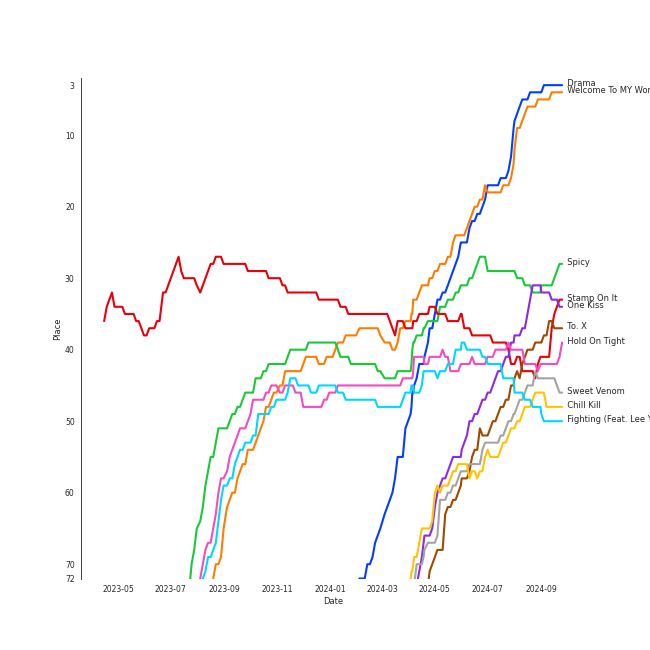 3
Drama
Welcome To MY Wor
10
20
Spicy
30
Stamp On It
One Kiss
To. X
40
Hold On Tight
Sweet Venom
Chill Kill
50
Fighting (Feat. Lee Y
60
70
72
Place
2023-05
2023-07
2023-09
2023-11
2024-01
2024-03
2024-05
2024-07
2024-09
Date